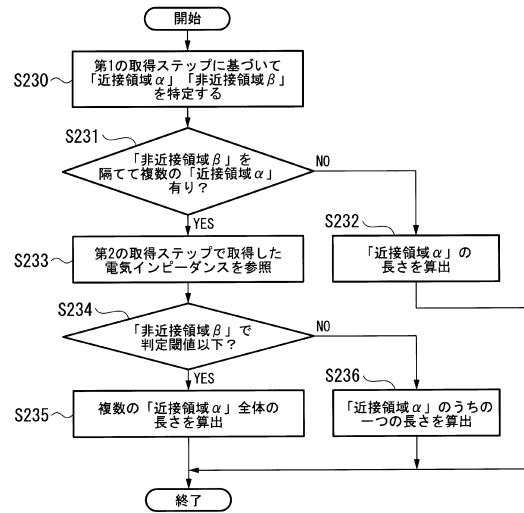 開始
S230
第1の取得ステップに基づいて
「近接領域α」「非近接領域β」
を特定する
S231
「非近接領域β」を
隔てて複数の「近接領域α」
有り？
NO
YES
S232
「近接領域α」の
長さを算出
S233
第2の取得ステップで取得した
電気インピーダンスを参照
S234
「非近接領域β」で
判定閾値以下？
NO
YES
S235
複数の「近接領域α」全体の
長さを算出
S236
「近接領域α」のうちの
一つの長さを算出
終了